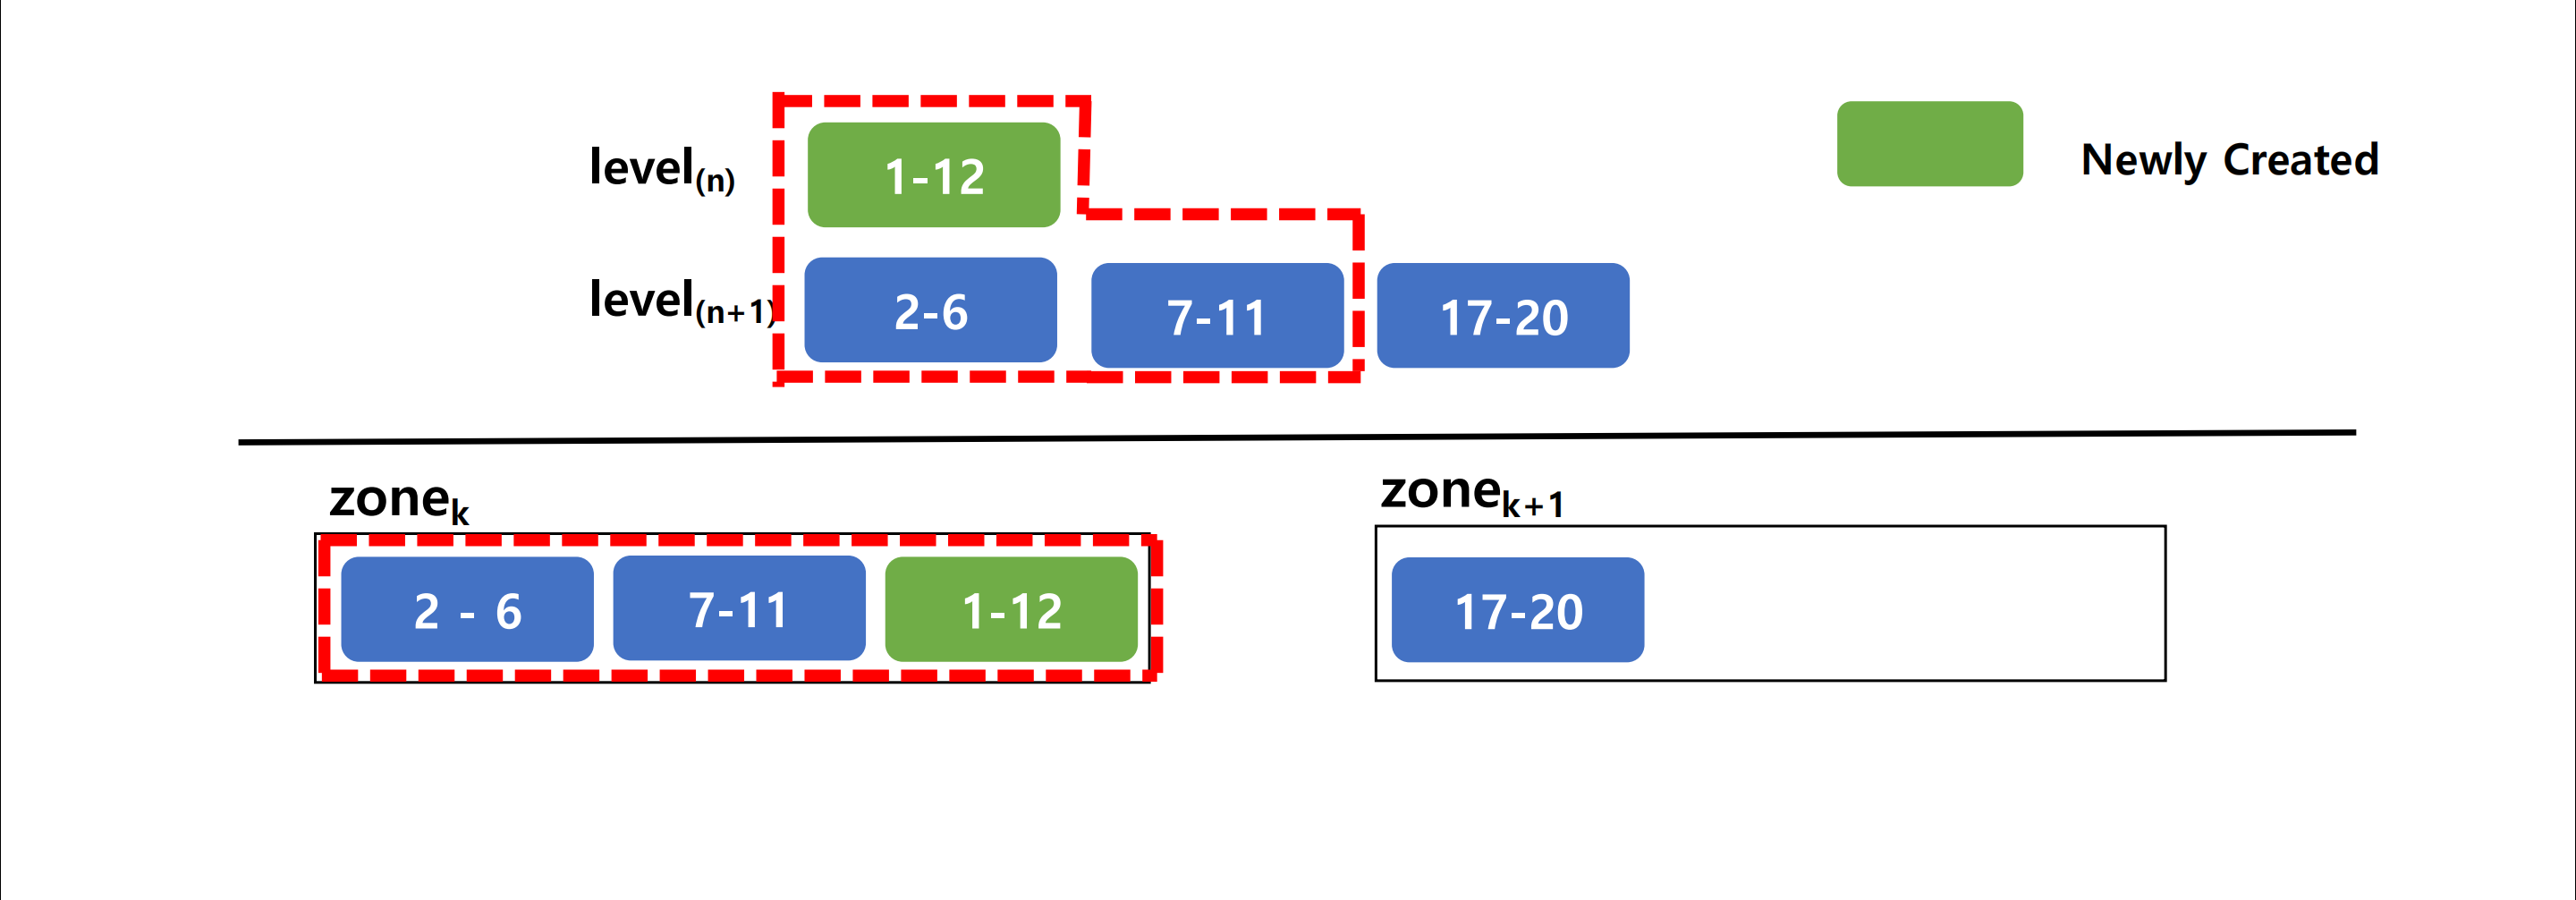 level(n)
1-12
Newly Created
level(n+1)
2-6
7-11
17-20
zonek
zonek+1
2 - 6
7-11
1-12
17-20